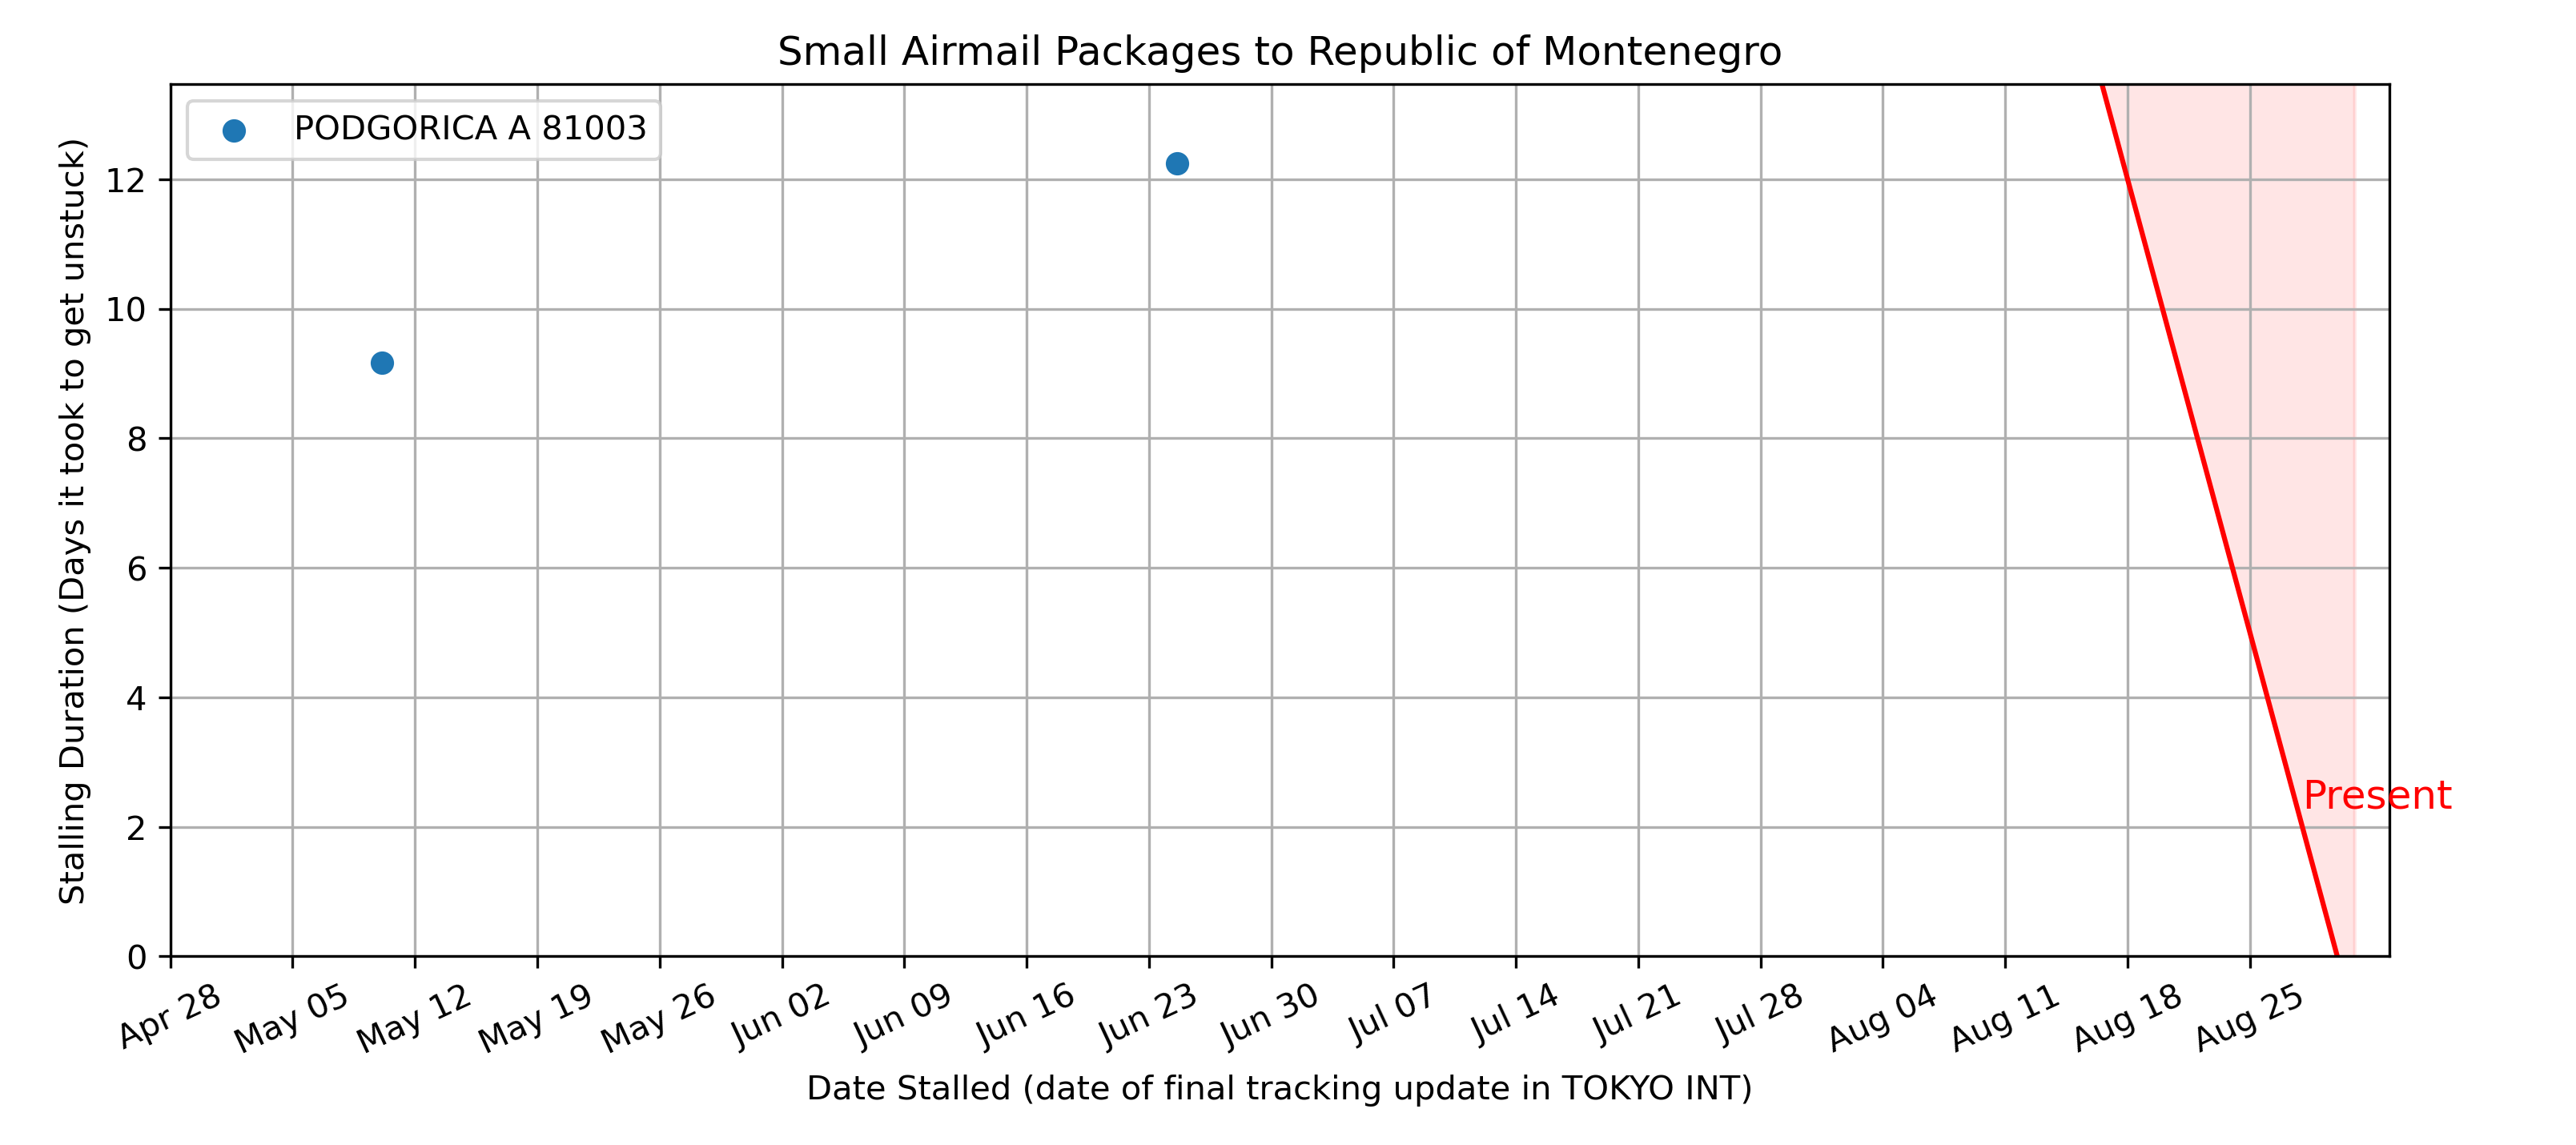 Small Airmail Packages to Republic of Montenegro
PODGORICA A 81003
Stalling Duration (Days it took to get unstuck)
12
10
8
6
4
2
0
Present
Apr 28
May 05
May 12
May 19
May 26
Jun 02
Jun 09
Jun 16
Jun 23
Jun 30
Jul 07
Jul 14
Jul 21
Jul 28
Aug 04
Aug 11
Aug 18
Aug 25
Date Stalled (date of final tracking update in TOKYO INT)